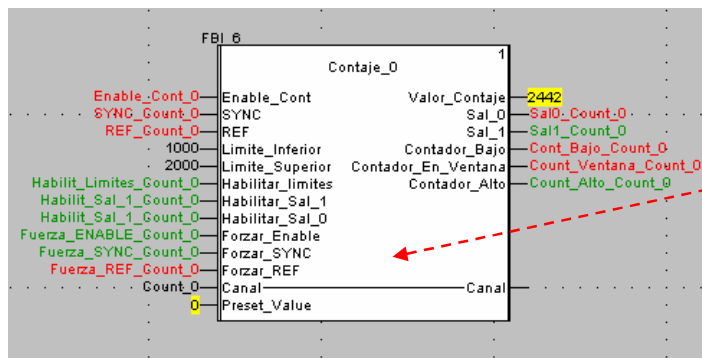 FBI_6
1
Contaje_0
Enable_Cont_0 Enable_Cont Valor_Contaje 2442
SYNC_Count_0 SYNC Sal_0 Sal0_Count_0
REF_Count_0 REF Sal_1 Sal1_Count_0
1000 Limite_Inferior Contador_Bajo Cont_Bajo_Count_0
2000 Limite_Superior Contador_En_Ventana Count_Ventana_Count_0
Habilit_Limites_Count_0 Habilitar_limites Contador_Alto Count_Alto_Count_0
Habilit_Sal_1_Count_0 Habilitar_Sal_1
Habilit_Sal_1_Count_0 Habilitar_Sal_0
Fuerza_ENABLE_Count_0 Forzar_Enable
Fuerza_SYNC_Count_0 Forzar_SYNC
Fuerza_REF_Count_0 Forzar_REF
Count_0 Canal Canal
0 Preset_Value